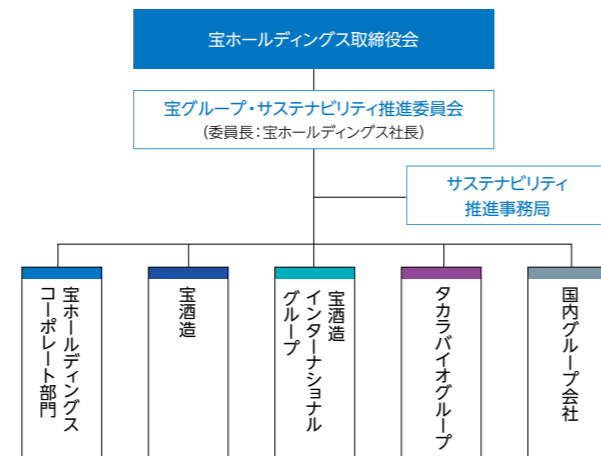 宝ホールディングス取締役会
宝グループ・サステナビリティ推進委員会
（委員長：宝ホールディングス社長）
サステナビリティ
推進事務局
宝ホールディングス
コーポレート部門
宝酒造
宝酒造
インターナショナル
グループ
タカラバイオグループ
国内グループ会社